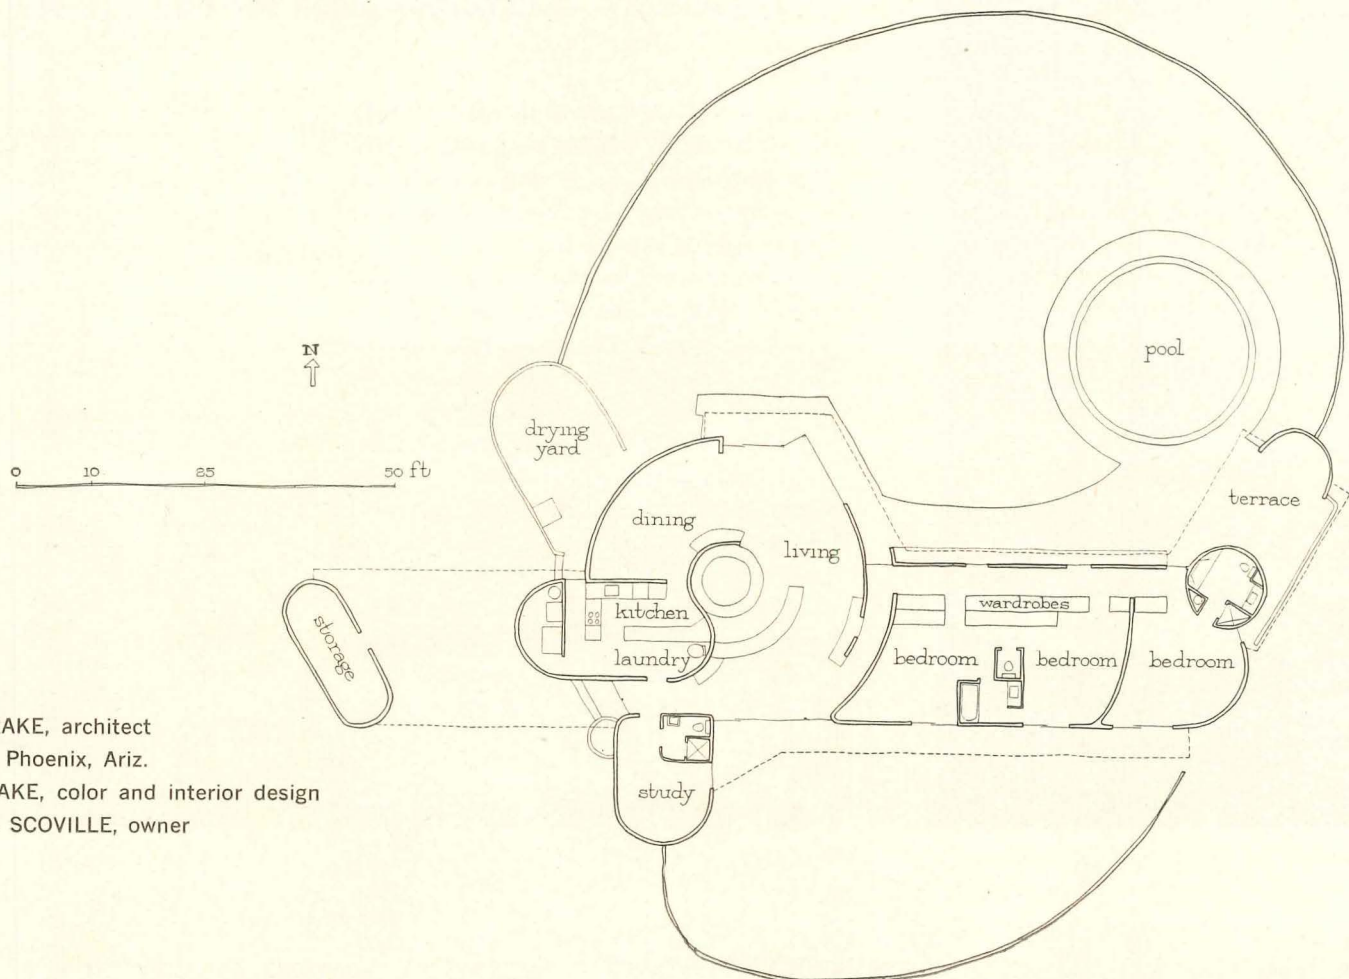 pool
N
drying
yard
0 10 25 50 ft
terrace
dining
living
kitchen
wardrobes
storage
laundry
bedroom
bedroom
bedroom
study
AKE, architect
Phoenix, Ariz.
AKE, color and interior design
SCOVILLE, owner